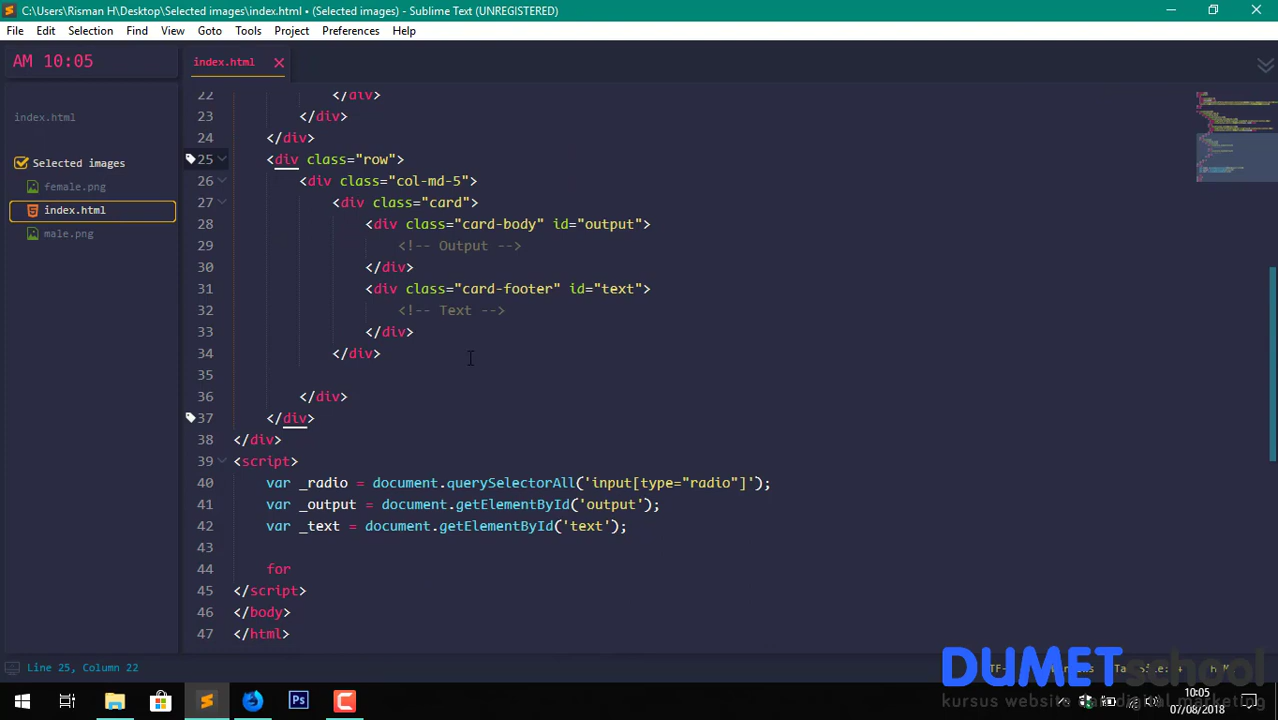 C:\Users\Risman H\Desktop\Selected images\index.html • (Selected images) - Sublime Text (UNREGISTERED)
File Edit Selection Find View Goto Tools Project Preferences Help
AM 10:05
index.html
index.html
Selected images
female.png
index.html
male.png
22 </div>
23 </div>
24 </div>
25 <div class="row">
26 <div class="col-md-5">
27 <div class="card">
28 <div class="card-body" id="output">
29 <!-- Output -->
30 </div>
31 <div class="card-footer" id="text">
32 <!-- Text -->
33 </div>
34 </div>
35
36 </div>
37 </div>
38 </div>
39 <script>
40 var _radio = document.querySelectorAll('input[type="radio"]');
41 var _output = document.getElementById('output');
42 var _text = document.getElementById('text');
43
44 for
45 </script>
46 </body>
47 </html>
Line 25, Column 22
DUMETschool
kursus website
digital marketing
Ps
10:05
07/08/2018